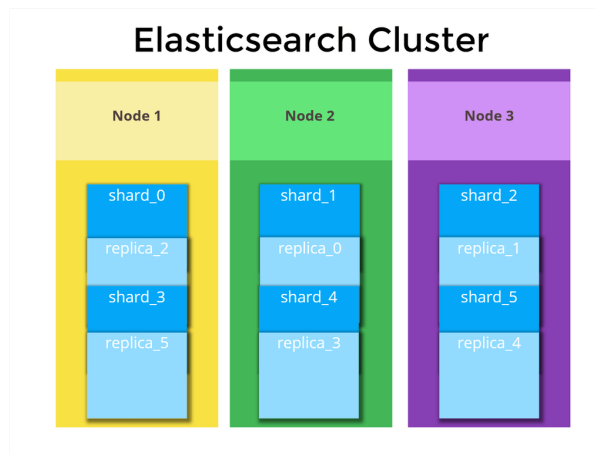 Elasticsearch Cluster
Node 1
Node 2
Node 3
shard_0
shard_1
shard_2
replica_2
replica_0
replica_1
shard_3
shard_4
shard_5
replica_5
replica_3
replica_4